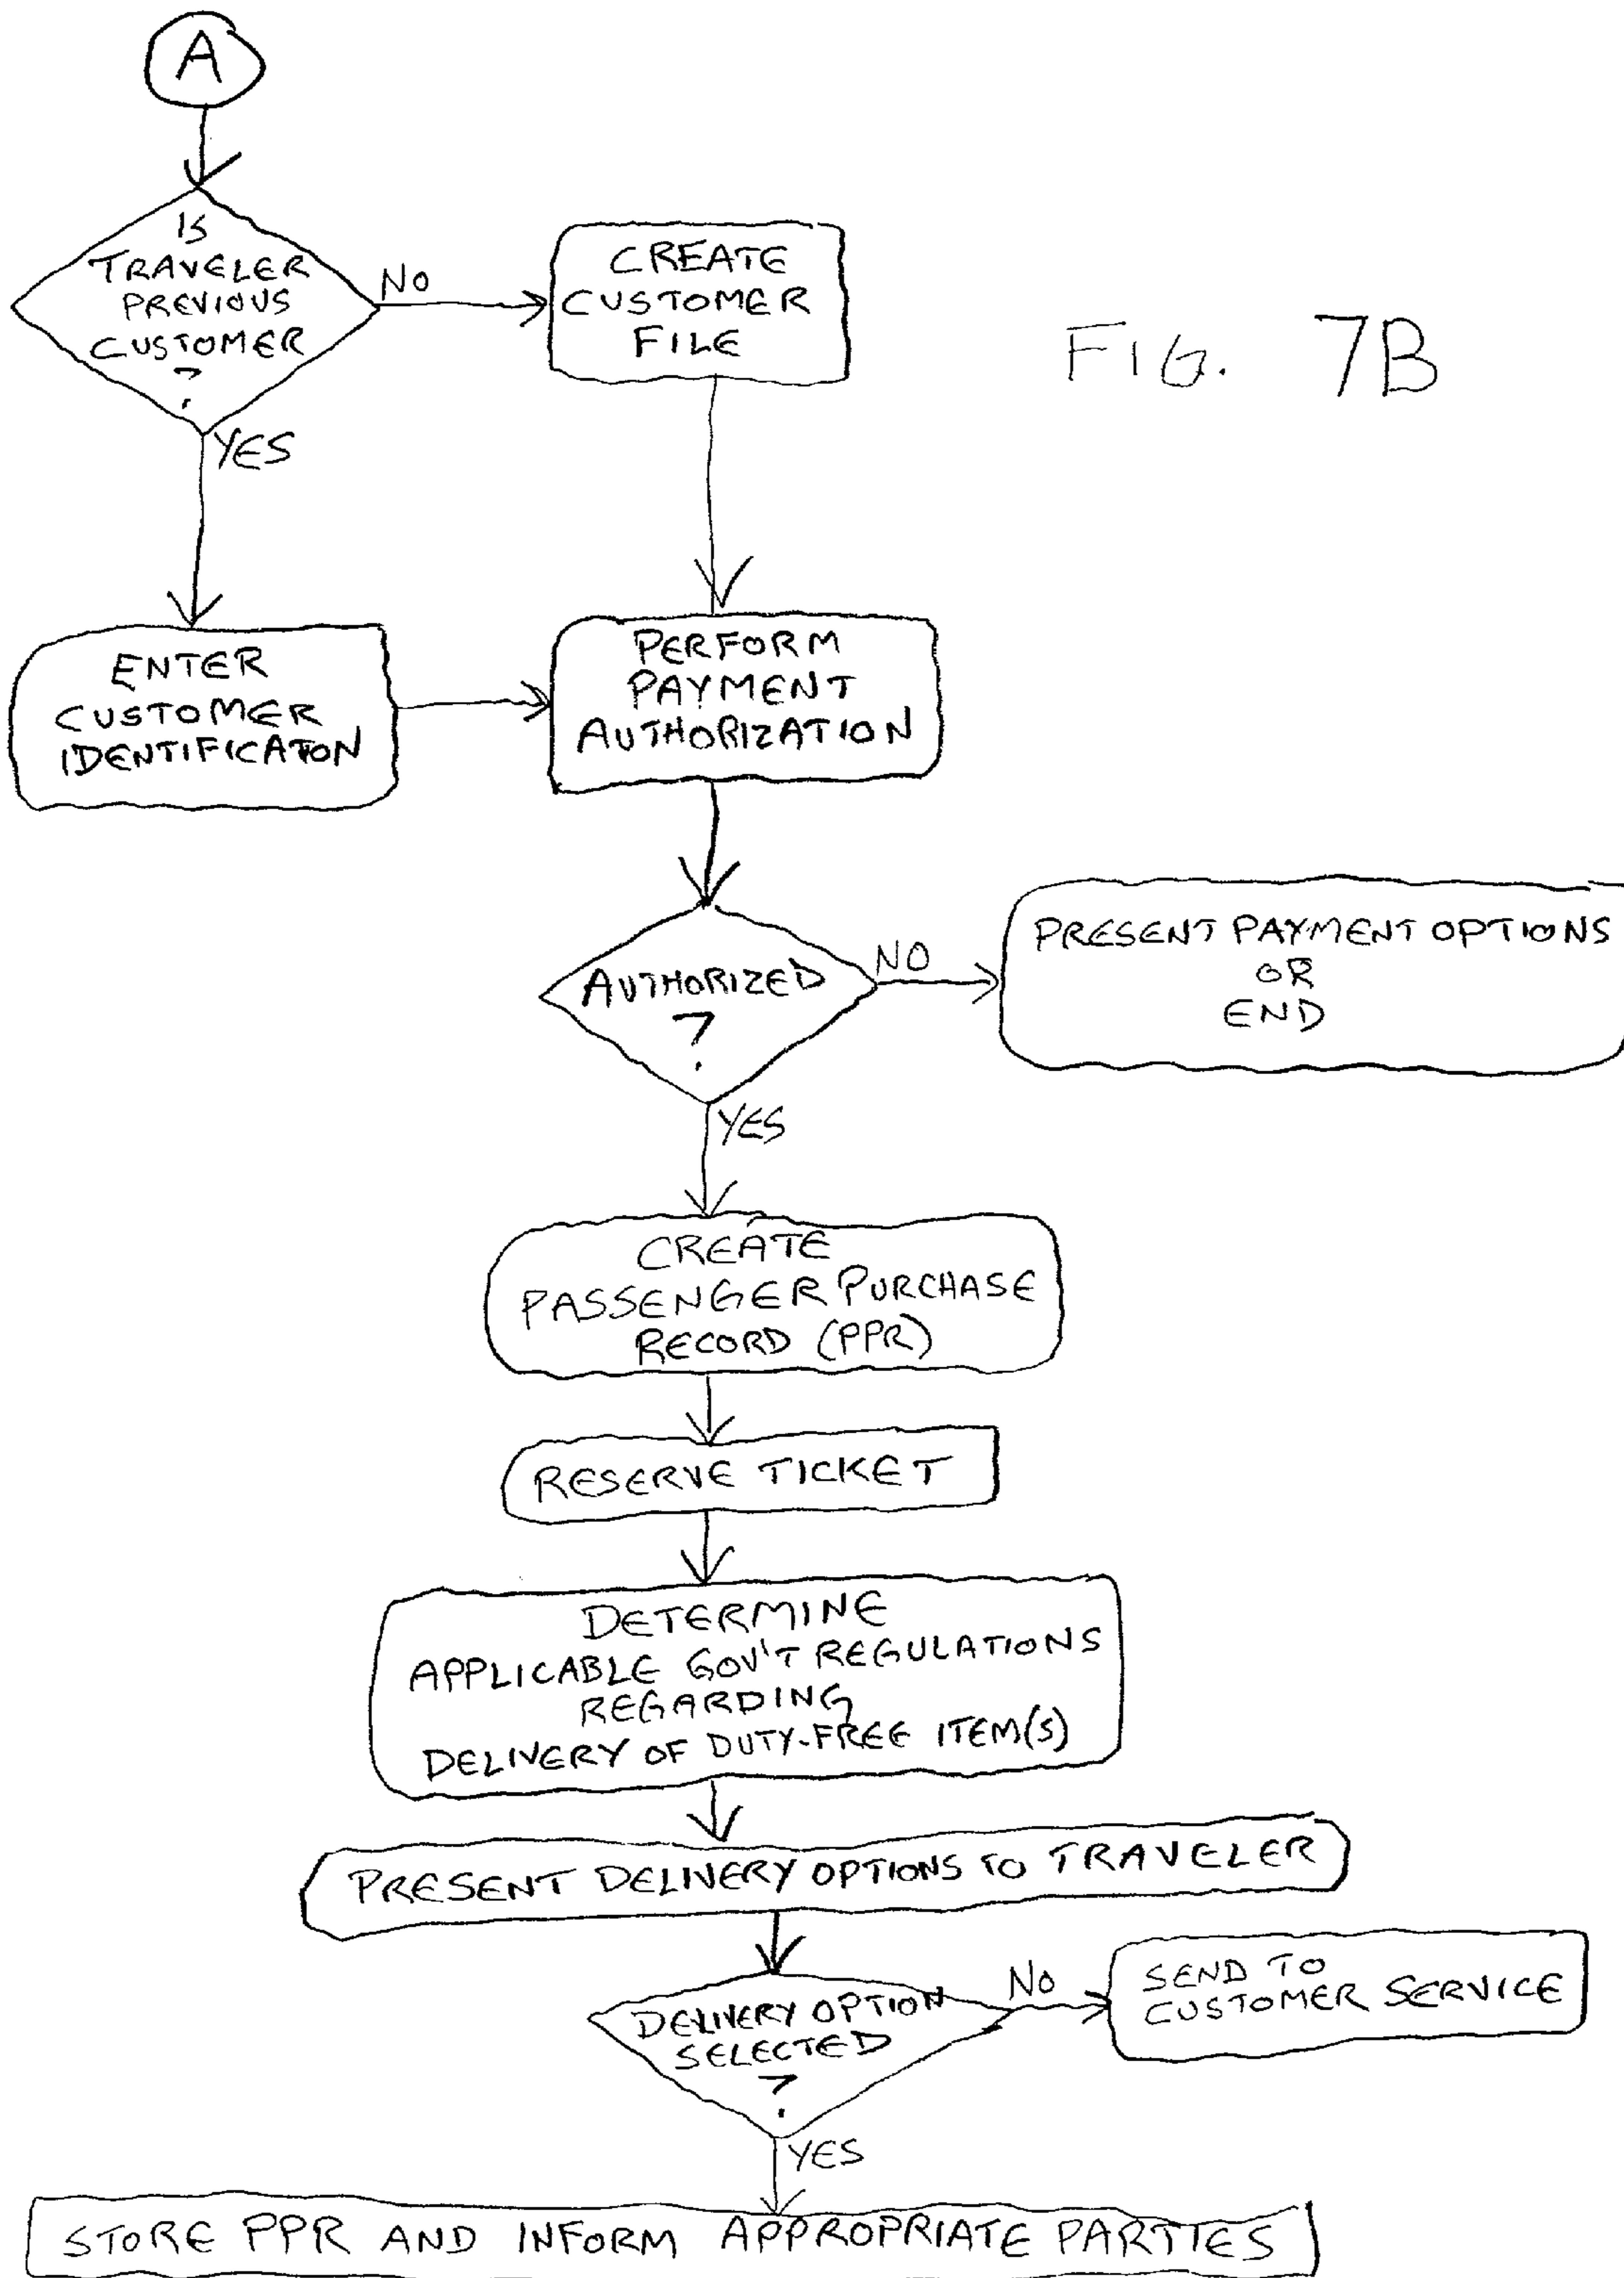 A
IS
TRAVELER
PREVIOUS
CUSTOMER
?
NO
CREATE
CUSTOMER
FILE
FIG. 7B
YES
ENTER
CUSTOMER
IDENTIFICATON
PERFORM
PAYMENT
AUTHORIZATION
AUTHORIZED
?
NO
PRESENT PAYMENT OPTIONS
OR
END
YES
CREATE
PASSENGER PURCHASE
RECORD (PPR)
RESERVE TICKET
DETERMINE
APPLICABLE GOV'T REGULATIONS
REGARDING
DELIVERY OF DUTY-FREE ITEM(S)
PRESENT DELIVERY OPTIONS TO TRAVELER
DELIVERY OPTION
SELECTED
?
NO
SEND TO
CUSTOMER SERVICE
YES
STORE PPR AND INFORM APPROPRIATE PARTIES